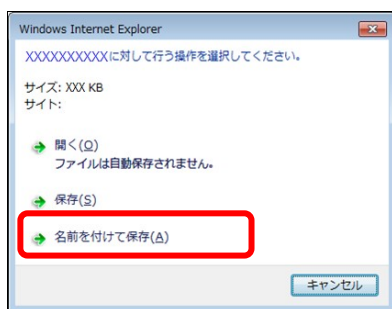 Windows Internet Explorer
XXXXXXXXXXに対して行う操作を選択してください。
サイズ: XXX KB
サイト:
開く(O)
ファイルは自動保存されません。
保存(S)
名前を付けて保存(A)
キャンセル